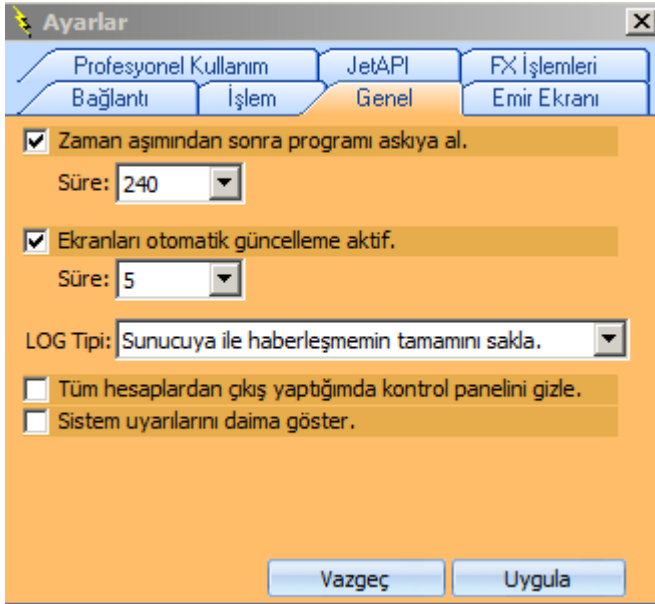 Ayarlar
Profesyonel Kullanım JetAPI FX İşlemleri
Bağlantı İşlem Genel Emir Ekranı
Zaman aşımından sonra programı askıya al.
Süre: 240
Ekranları otomatik güncelleme aktif.
Süre: 5
LOG Tipi: Sunucuya ile haberleşmemin tamamını sakla.
Tüm hesaplardan çıkış yaptığımda kontrol panelini gizle.
Sistem uyarılarını daima göster.
Vazgeç Uygula